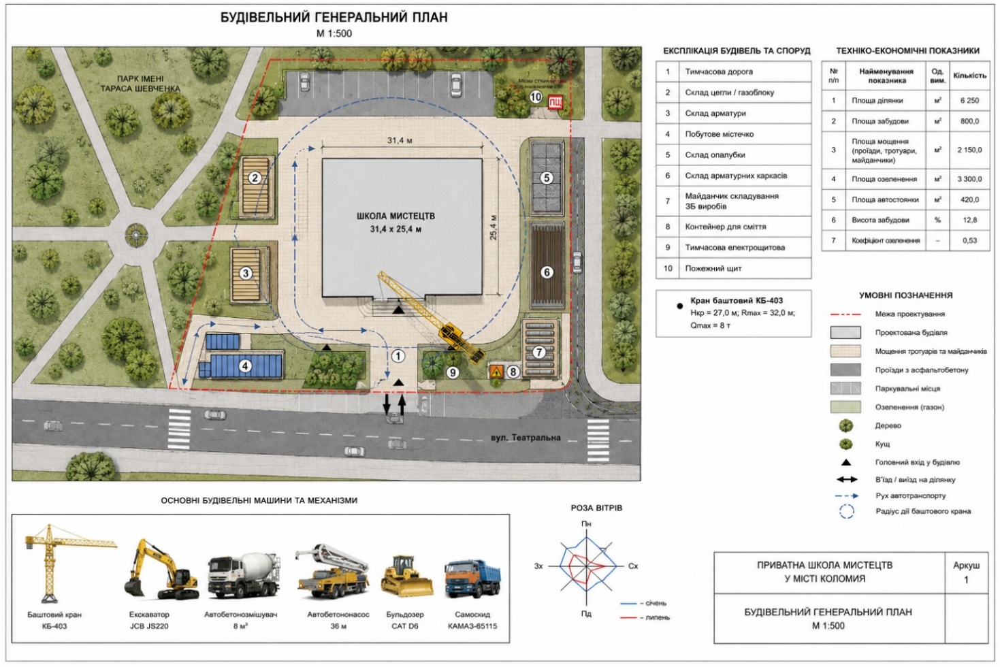 БУДІВЕЛЬНИЙ ГЕНЕРАЛЬНИЙ ПЛАН
М 1:500
ПАРК ІМЕНІ
ТАРАСА ШЕВЧЕНКА
10
ПЩ
31,4 м
2
5
ШКОЛА МИСТЕЦТВ
31,4 x 25,4 м
25,4 м
3
6
4
1
9
8
7
вул. Театральна
ЕКСПЛІКАЦІЯ БУДІВЕЛЬ ТА СПОРУД
1 Тимчасова дорога
2 Склад цегли / газоблоку
3 Склад арматури
4 Побутове містечко
5 Склад опалубки
6 Склад арматурних каркасів
7 Майданчик складування
ЗБ виробів
8 Контейнер для сміття
9 Тимчасова електрощитова
10 Пожежний щит
Кран баштовий КБ-403
Нкр = 27,0 м; Rmax = 32,0 м;
Qmax = 8 т
ТЕХНІКО-ЕКОНОМІЧНІ ПОКАЗНИКИ
№ п/п Найменування показника Од. вим. Кількість
1 Площа ділянки м² 6 250
2 Площа забудови м² 800,0
3 Площа мощення (проїзди, тротуари, майданчики) м² 2 150,0
4 Площа озеленення м² 3 300,0
5 Площа автостоянки м² 420,0
6 Висота забудови % 12,8
7 Коефіцієнт озеленення – 0,53
УМОВНІ ПОЗНАЧЕННЯ
Межа проектування
Проектована будівля
Мощення тротуарів та майданчиків
Проїзди з асфальтобетону
Паркувальні місця
Озеленення (газон)
Дерево
Кущ
Головний вхід у будівлю
В'їзд / виїзд на ділянку
Рух автотранспорту
Радіус дії баштового крана
ОСНОВНІ БУДІВЕЛЬНІ МАШИНИ ТА МЕХАНІЗМИ
Баштовий кран
КБ-403
Екскаватор
JCB JS220
Автобетонозмішувач
8 м³
Автобетононасос
36 м
Бульдозер
CAT D6
Самоскид
КАМАЗ-65115
РОЗА ВІТРІВ
Пн
Зх
Сх
Пд
– січень
– липень
ПРИВАТНА ШКОЛА МИСТЕЦТВ
У МІСТІ КОЛОМИЯ
Аркуш
1
БУДІВЕЛЬНИЙ ГЕНЕРАЛЬНИЙ ПЛАН
М 1:500